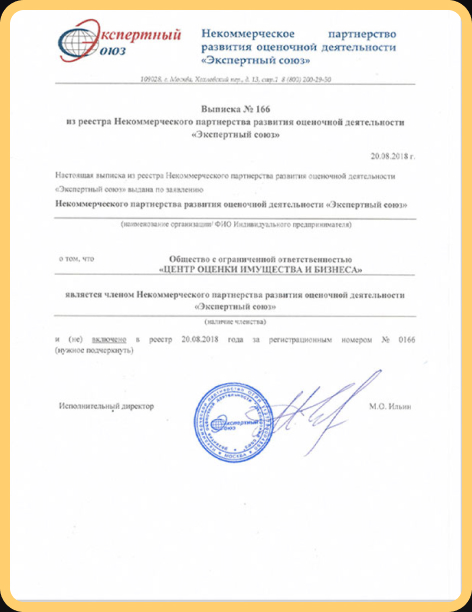 Экспертный
Союз
Некоммерческое партнерство
развития оценочной деятельности
«Экспертный союз»
109028, г. Москва, Хохловский пер., д. 13, стр.1 8 (800) 200-29-50
Выписка № 166
из реестра Некоммерческого партнерства развития оценочной деятельности
«Экспертный союз»
20.08.2018 г.
Настоящая выписка из реестра Некоммерческого партнерства развития оценочной деятельности
«Экспертный союз» выдана по заявлению
Некоммерческого партнерства развития оценочной деятельности «Экспертный союз»
(наименование организации/ ФИО Индивидуального предпринимателя)
о том, что Общество с ограниченной ответственностью
«ЦЕНТР ОЦЕНКИ ИМУЩЕСТВА И БИЗНЕСА»
является членом Некоммерческого партнерства развития оценочной деятельности
«Экспертный союз»
(наличие членства)
и (не) включено в реестр 20.08.2018 года за регистрационным номером № 0166
(нужное подчеркнуть)
Исполнительный директор
М.О. Ильин
Экспертный
Союз
МОСКВА